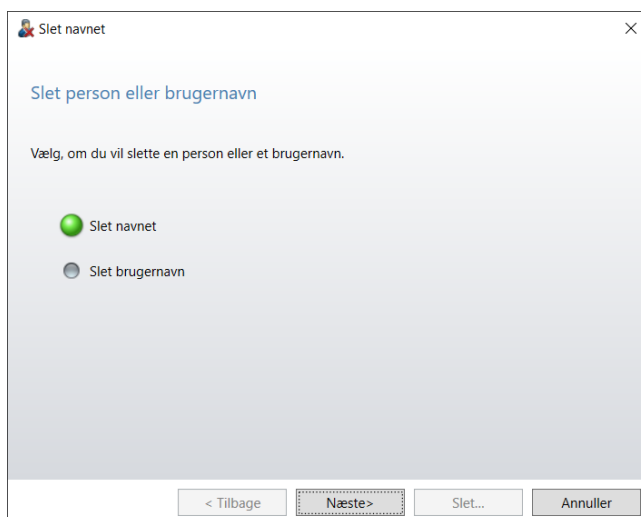 Slet navnet
Slet person eller brugernavn
Vælg, om du vil slette en person eller et brugernavn.
Slet navnet
Slet brugernavn
< Tilbage
Næste>
Slet...
Annuller